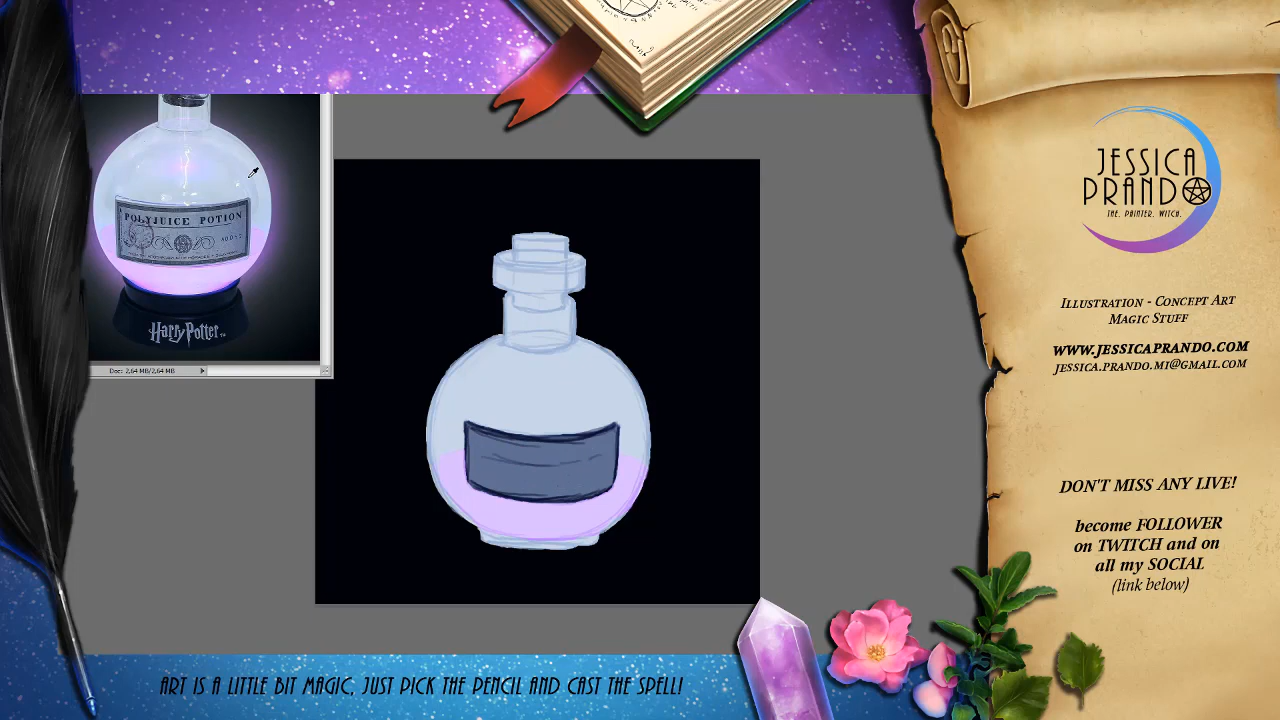 POLYJUICE POTION
Harry Potter
TM
Doc: 2,64 MB/2,64 MB
JESSICA
PRANDO
THE. PAINTER. WITCH.
Illustration - Concept Art
Magic Stuff
www.jessicaprando.com
jessica.prando.mi@gmail.com
DON'T MISS ANY LIVE!
become FOLLOWER
on TWITCH and on
all my SOCIAL
(link below)
ART IS A LITTLE BIT MAGIC, JUST PICK THE PENCIL AND CAST THE SPELL!